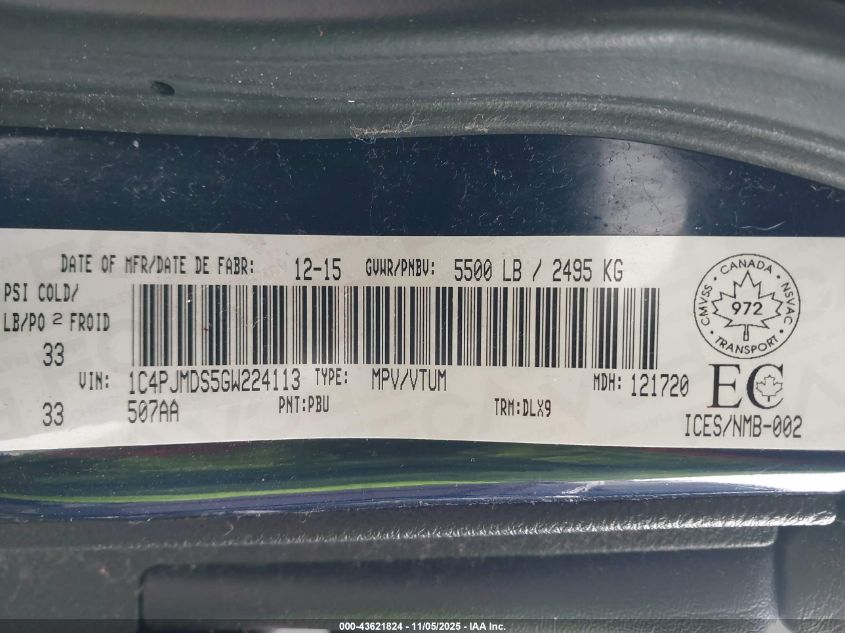 DATE OF MFR/DATE DE FABR: 12-15 GVWR/PNBV: 5500 LB / 2495 KG
PSI COLD/
LB/PO 2 FROID
33
VIN: 1C4PJMDS5GW224113 TYPE: MPV/VTUM MDH: 121720
33 507AA PNT:PBU TRM:DLX9
CANADA
CMVSS
NSVAC
972
TRANSPORT
EC
ICES/NMB-002
000-43621824 | 11/05/2025 - IAA Inc.